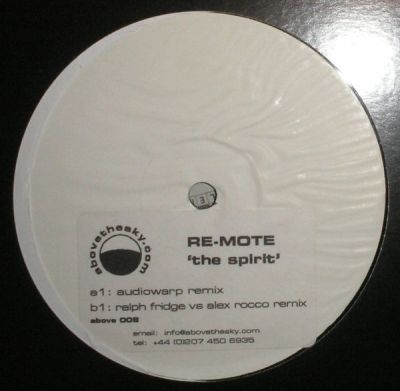 abovethesky.com
RE-MOTE
'the spirit'
a1: audiowarp remix
b1: ralph fridge vs alex rocco remix
above 008
email: info@abovethesky.com
tel: +44 (0)207 450 6935